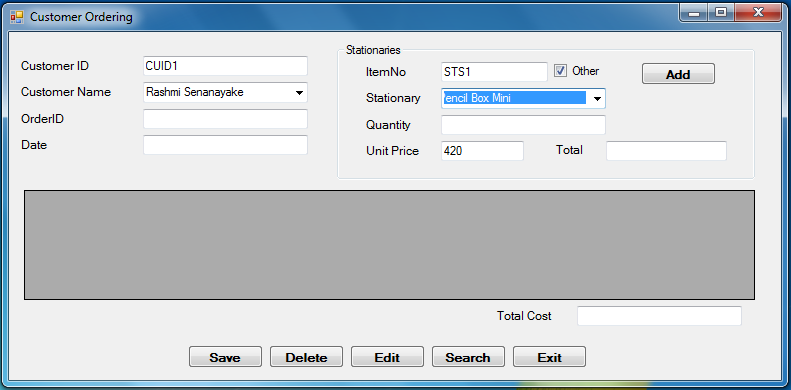 Customer Ordering
Customer ID CUID1
Customer Name Rashmi Senanayake
OrderID
Date
Stationaries
ItemNo STS1 Other Add
Stationary Pencil Box Mini
Quantity
Unit Price 420 Total
Total Cost
Save Delete Edit Search Exit